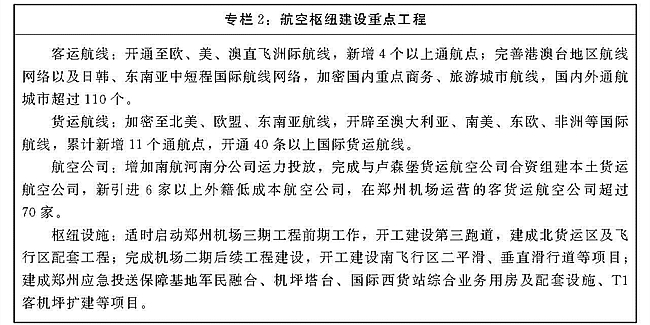 专栏2：航空枢纽建设重点工程
客运航线：开通至欧、美、澳直飞洲际航线，新增4个以上通航点；完善港澳台地区航线
网络以及日韩、东南亚中短程国际航线网络，加密国内重点商务、旅游城市航线，国内外通航
城市超过110个。
货运航线：加密至北美、欧盟、东南亚航线，开辟至澳大利亚、南美、东欧、非洲等国际
航线，累计新增11个通航点，开通40条以上国际货运航线。
航空公司：增加南航河南分公司运力投放，完成与卢森堡货运航空公司合资组建本土货运
航空公司，新引进6家以上外籍低成本航空公司，在郑州机场运营的客货运航空公司超过
70家。
枢纽设施：适时启动郑州机场三期工程前期工作，开工建设第三跑道，建成北货运区及飞
行区配套工程；完成机场二期后续工程建设，开工建设南飞行区二平滑、垂直滑行道等项目；
建成郑州应急投送保障基地军民融合、机坪塔台、国际西货站综合业务用房及配套设施、T1
客机坪扩建等项目。